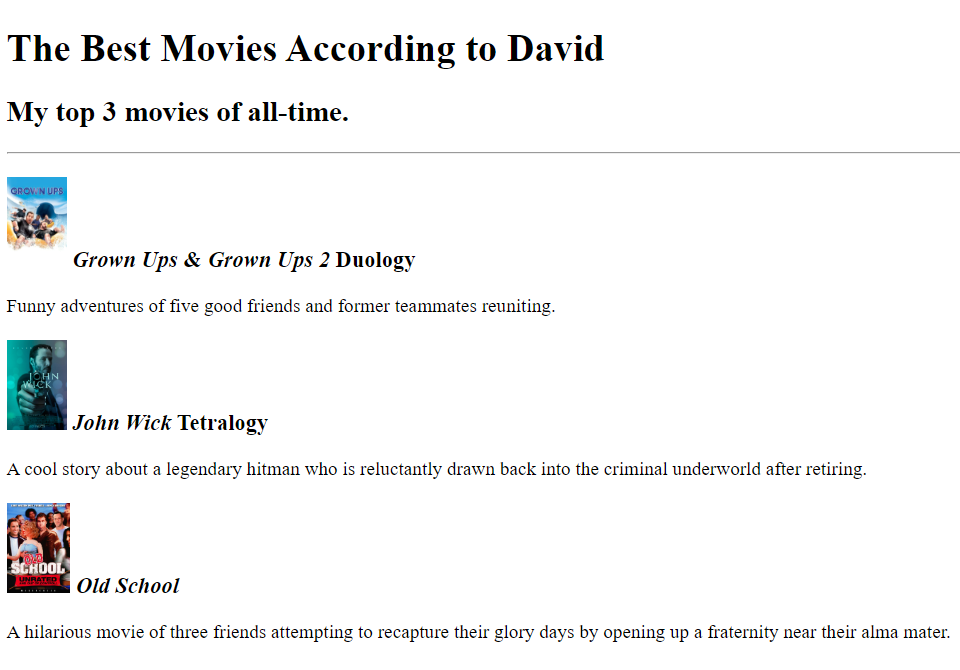 The Best Movies According to David
My top 3 movies of all-time.
GROWN UPS
Grown Ups & Grown Ups 2 Duology
Funny adventures of five good friends and former teammates reuniting.
JOHN
WICK
John Wick Tetralogy
A cool story about a legendary hitman who is reluctantly drawn back into the criminal underworld after retiring.
OLD
SCHOOL
UNRATED
Old School
A hilarious movie of three friends attempting to recapture their glory days by opening up a fraternity near their alma mater.